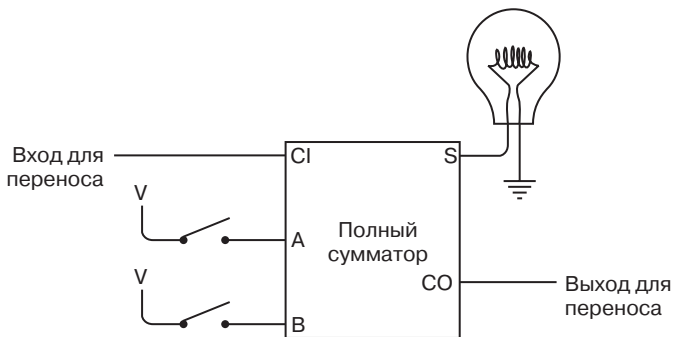 Вход для
переноса
CI
S
V
A
Полный
сумматор
V
B
CO
Выход для
переноса